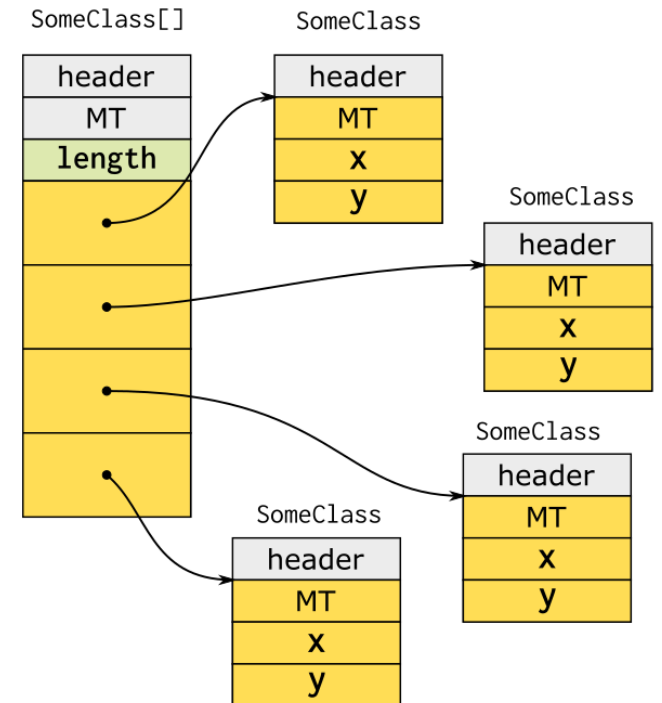 SomeClass[]
header
MT
length
SomeClass
header
MT
x
y
SomeClass
header
MT
x
y
SomeClass
header
MT
x
y
SomeClass
header
MT
x
y